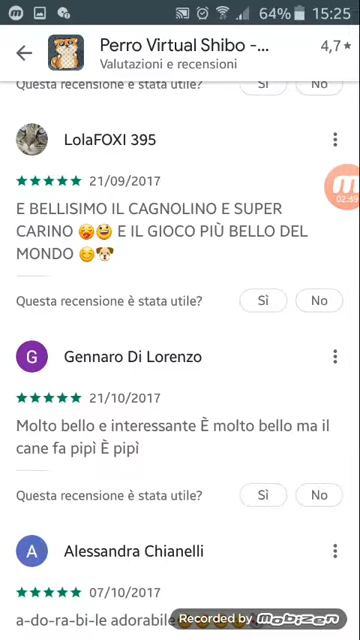 64% 15:25
Perro Virtual Shibo -...
4,7★
Valutazioni e recensioni
Questa recensione è stata utile? Sì No
LolaFOXI 395
21/09/2017
E BELLISIMO IL CAGNOLINO E SUPER
CARINO E IL GIOCO PIÙ BELLO DEL
MONDO
02:49
Questa recensione è stata utile? Sì No
G Gennaro Di Lorenzo
21/10/2017
Molto bello e interessante È molto bello ma il
cane fa pipì È pipì
Questa recensione è stata utile? Sì No
A Alessandra Chianelli
07/10/2017
a-do-ra-bi-le adorabile
Recorded by Mobizen